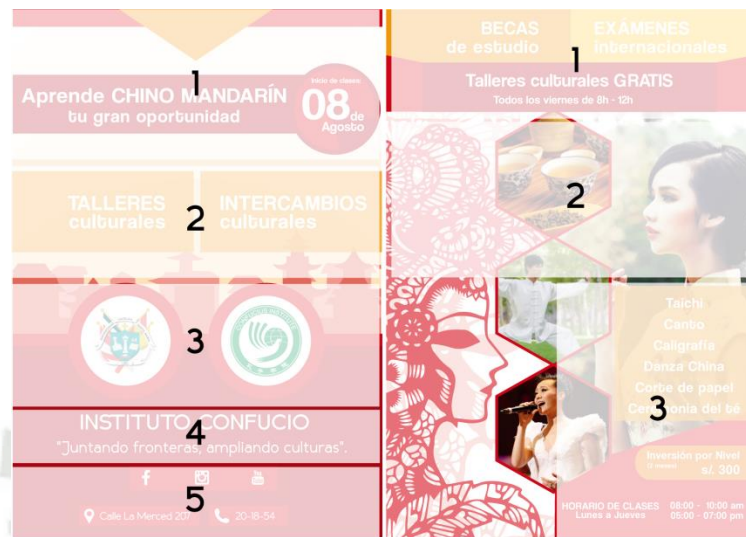 1
Aprende CHINO MANDARÍN
tu gran oportunidad
Inicio de clases:
08 de
Agosto
TALLERES
culturales
2
INTERCAMBIOS
culturales
3
INSTITUTO CONFUCIO
4
"Juntando fronteras, ampliando culturas".
5
Calle La Merced 207
20-16-54
BECAS
de estudio
EXÁMENES
internacionales
1
Talleres culturales GRATIS
Todos los viernes de 8h - 12h
2
Taichi
Canto
Caligrafía
Danza China
Corte de papel
Ceremonia del bé
3
Inversión por Nivel
s/. 300
HORARIO DE CLASES
Lunes a Jueves
08:00 - 10:00 am
05:00 - 07:00 pm